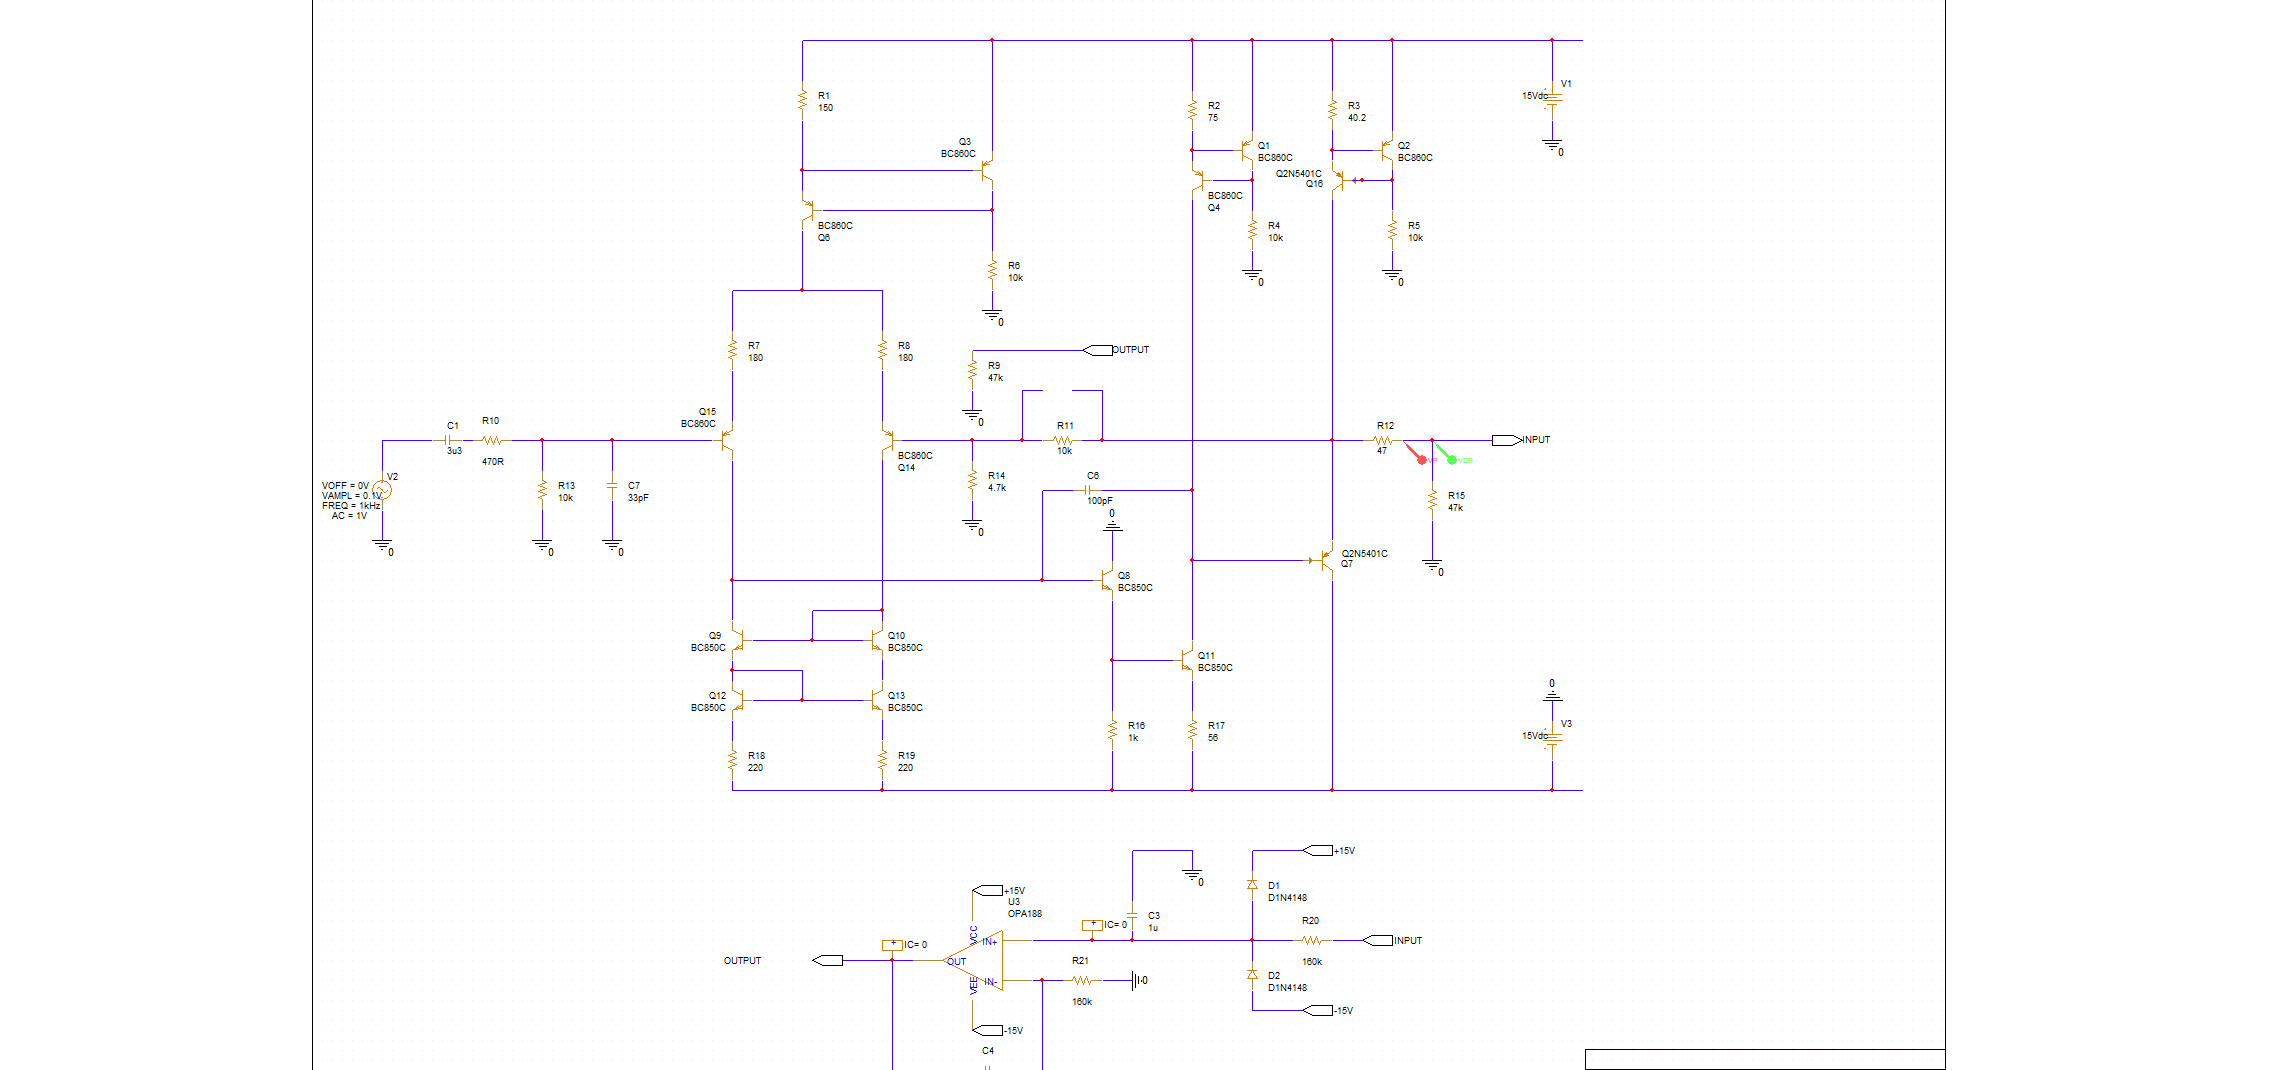 R1
150
Q3
BC860C
BC860C
Q6
R6
10k
0
R2
75
Q1
BC860C
BC860C
Q4
R4
10k
0
R3
40.2
Q2
BC860C
Q2N5401C
Q16
R5
10k
0
V1
15Vdc
0
R7
180
R8
180
OUTPUT
R9
47k
0
Q15
BC860C
C1
3u3
R10
470R
V2
VOFF = 0V
VAMPL = 0.1V
FREQ = 1kHz
AC = 1V
0
R13
10k
0
C7
33pF
0
BC860C
Q14
R14
4.7k
0
R11
10k
C6
100pF
0
R12
47
INPUT
VP
VDB
R15
47k
0
Q2N5401C
Q7
Q8
BC850C
Q9
BC850C
Q10
BC850C
Q11
BC850C
Q12
BC850C
Q13
BC850C
R18
220
R19
220
R16
1k
R17
56
0
V3
15Vdc
+15V
0
D1
D1N4148
+15V
U3
OPA188
VCC
IN+
OUT
VEE
IN-
IC= 0
IC= 0
C3
1u
R20
160k
INPUT
OUTPUT
R21
160k
0
D2
D1N4148
-15V
-15V
C4